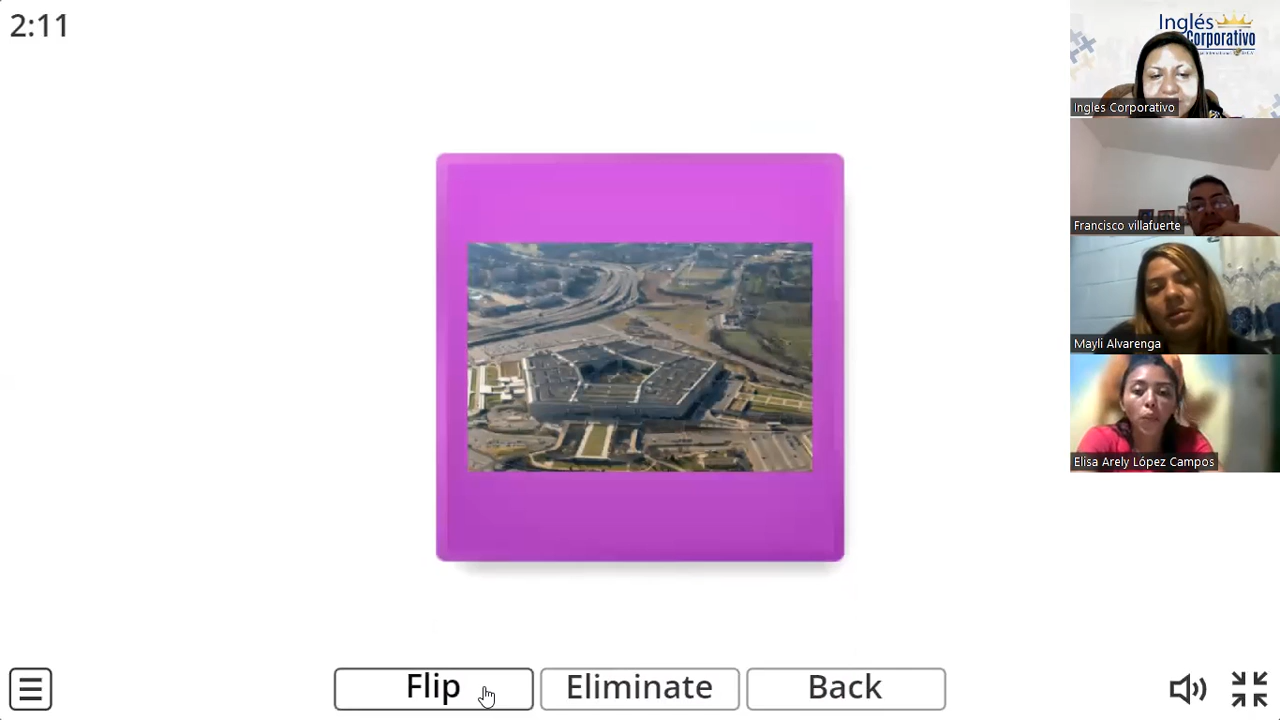 2:11
Inglés
Corporativo
Ingles Corporativo
Francisco villafuerte
Mayli Alvarenga
Elisa Arely López Campos
Flip
Eliminate
Back